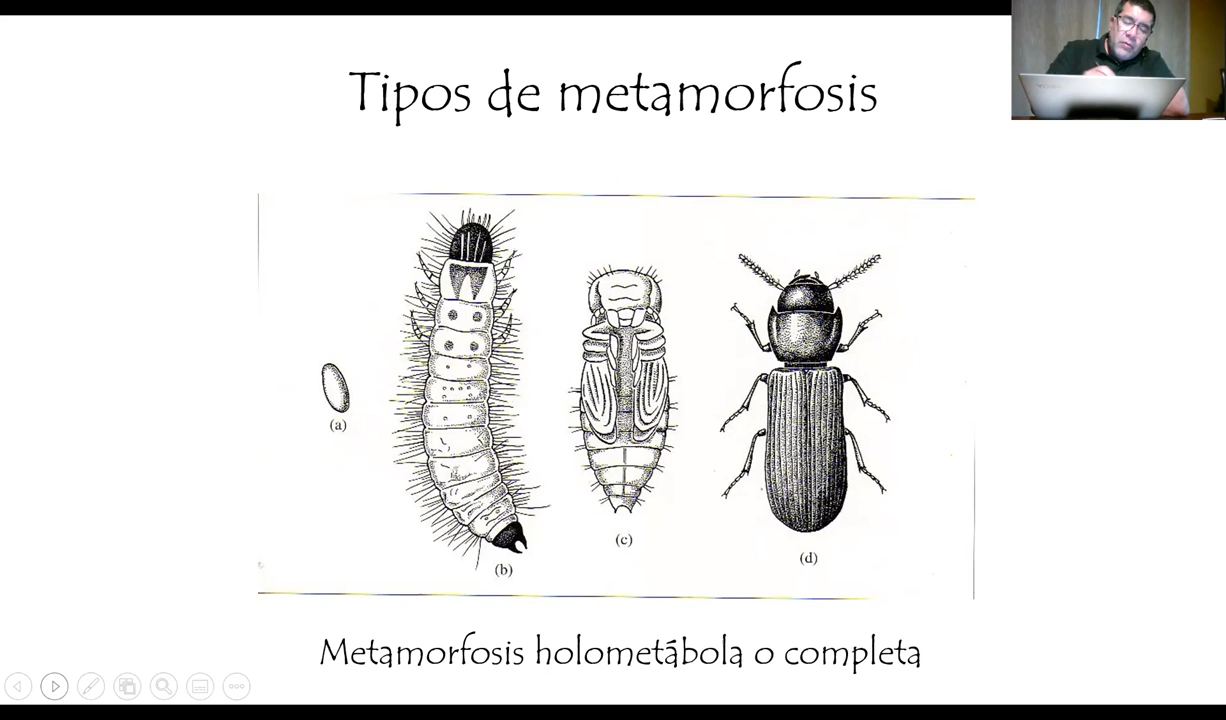 Tipos de metamorfosis
(a)
(b)
(c)
(d)
Metamorfosis holometábola o completa